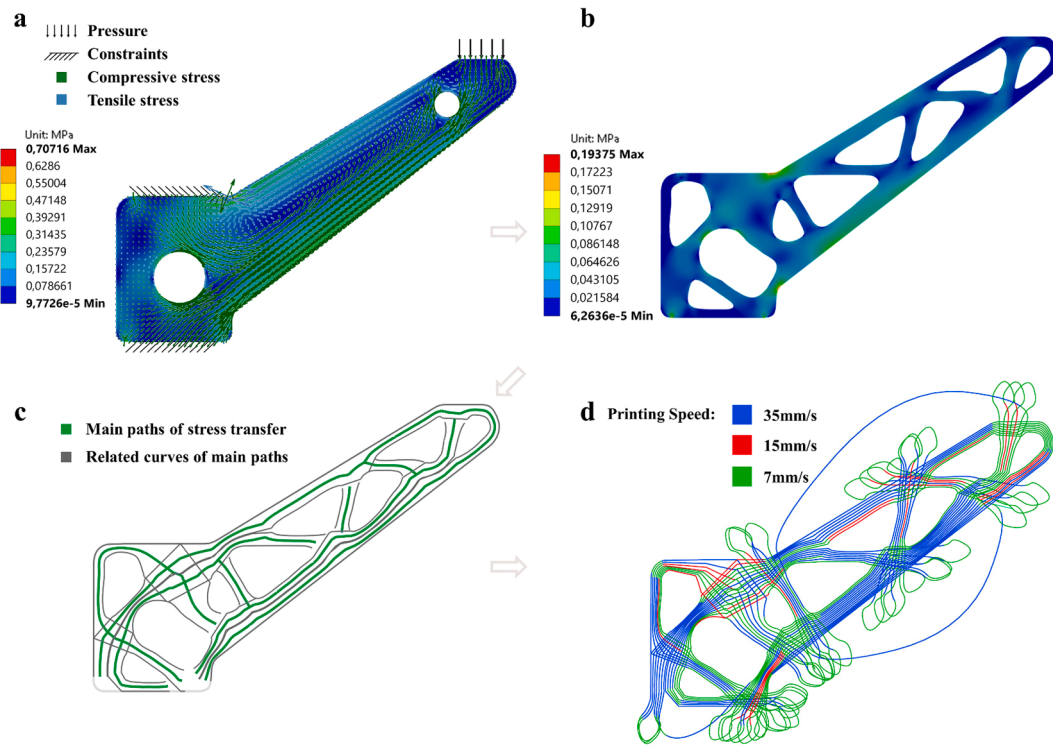 a
Pressure
Constraints
Compressive stress
Tensile stress
Unit: MPa
0,70716 Max
0,6286
0,55004
0,47148
0,39291
0,31435
0,23579
0,15722
0,078661
9,7726e-5 Min
b
Unit: MPa
0,19375 Max
0,17223
0,15071
0,12919
0,10767
0,086148
0,064626
0,043105
0,021584
6,2636e-5 Min
c
Main paths of stress transfer
Related curves of main paths
d
Printing Speed:
35mm/s
15mm/s
7mm/s